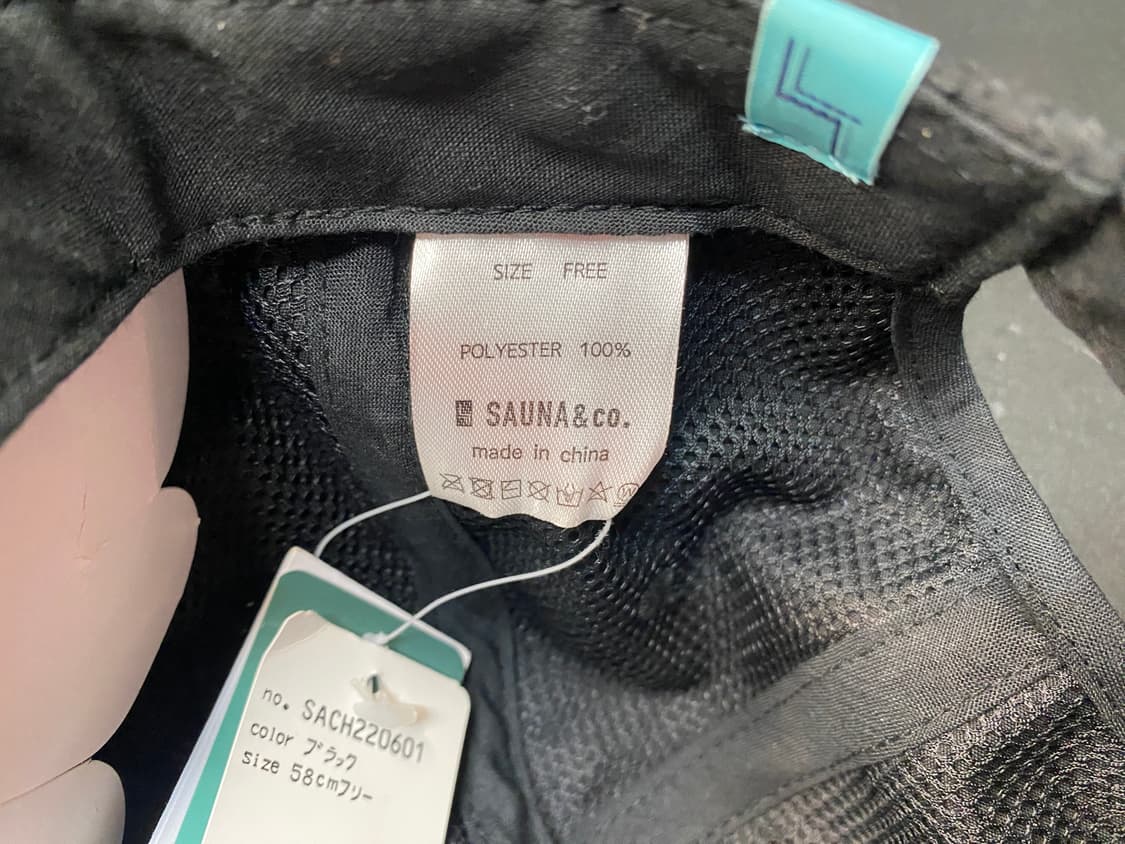 SIZE FREE
POLYESTER 100%
SAUNA&co.
made in china
no. SACH220601
color ブラック
size 58cmフリー